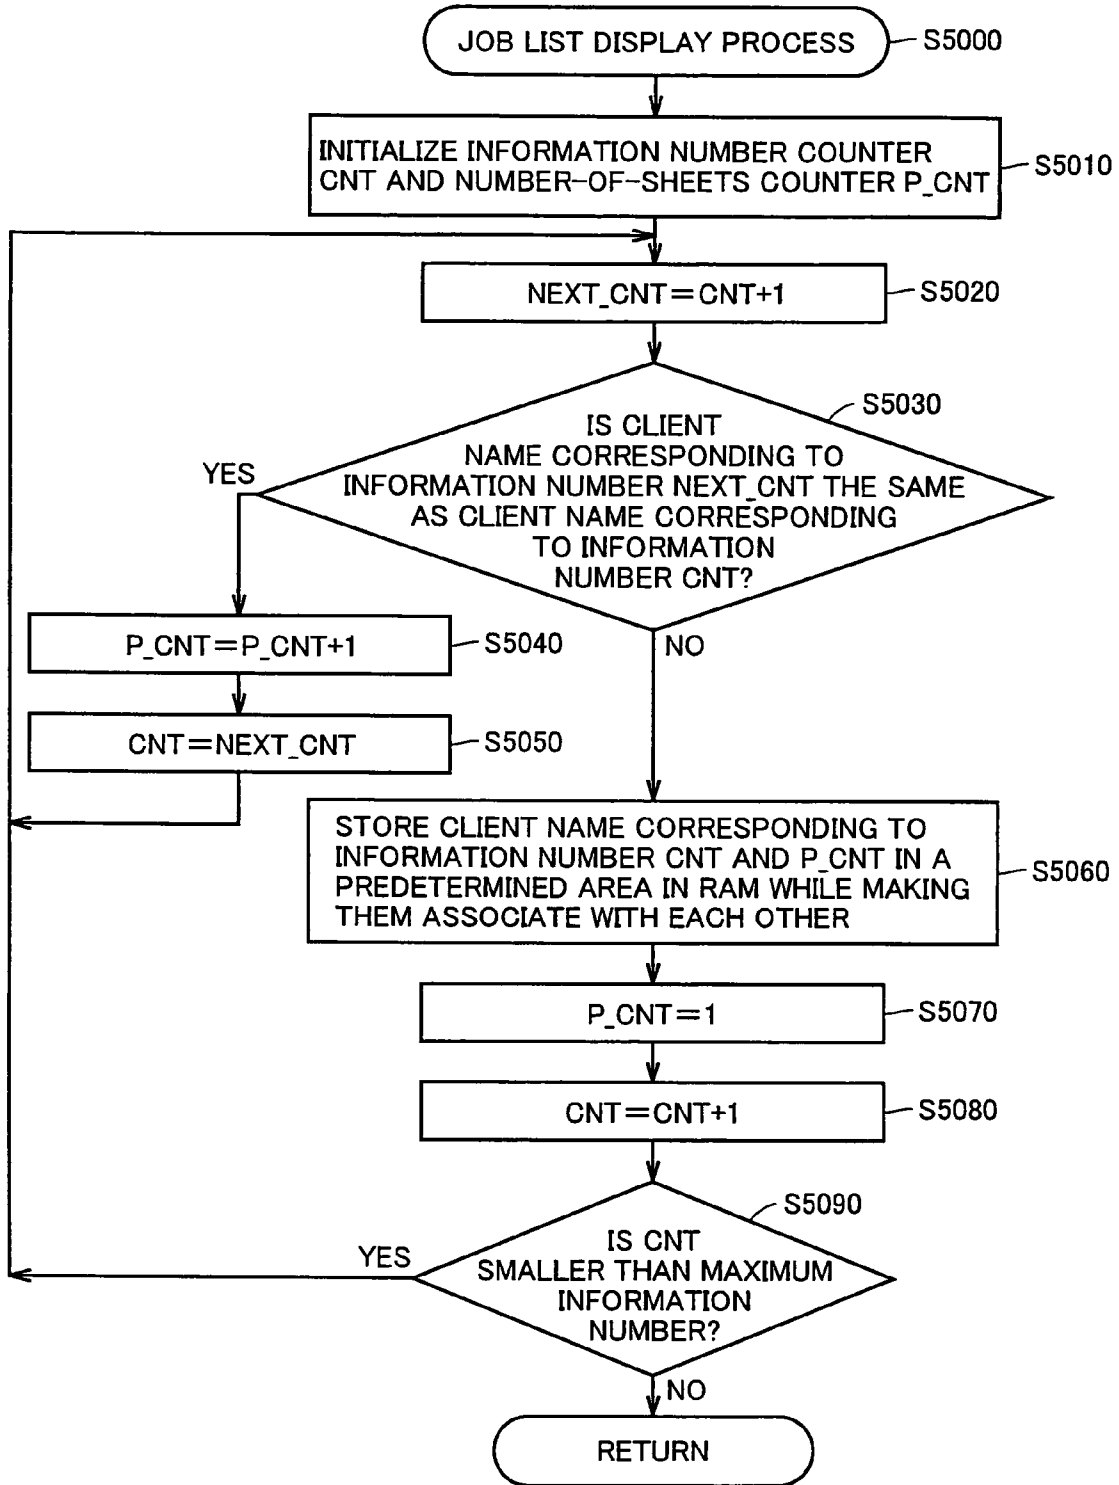 JOB LIST DISPLAY PROCESS
S5000
INITIALIZE INFORMATION NUMBER COUNTER
CNT AND NUMBER-OF-SHEETS COUNTER P_CNT
S5010
NEXT_CNT=CNT+1
S5020
S5030
IS CLIENT
NAME CORRESPONDING TO
INFORMATION NUMBER NEXT_CNT THE SAME
AS CLIENT NAME CORRESPONDING
TO INFORMATION
NUMBER CNT?
YES
NO
P_CNT=P_CNT+1
S5040
CNT=NEXT_CNT
S5050
STORE CLIENT NAME CORRESPONDING TO
INFORMATION NUMBER CNT AND P_CNT IN A
PREDETERMINED AREA IN RAM WHILE MAKING
THEM ASSOCIATE WITH EACH OTHER
S5060
P_CNT=1
S5070
CNT=CNT+1
S5080
S5090
IS CNT
SMALLER THAN MAXIMUM
INFORMATION
NUMBER?
YES
NO
RETURN